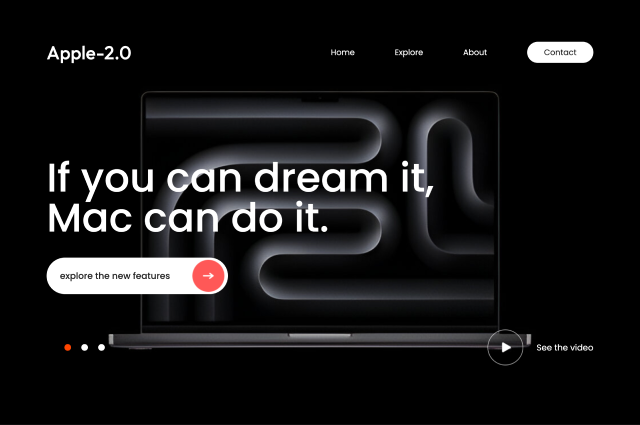 Apple-2.0
Home
Explore
About
Contact
If you can dream it,
Mac can do it.
explore the new features
See the video